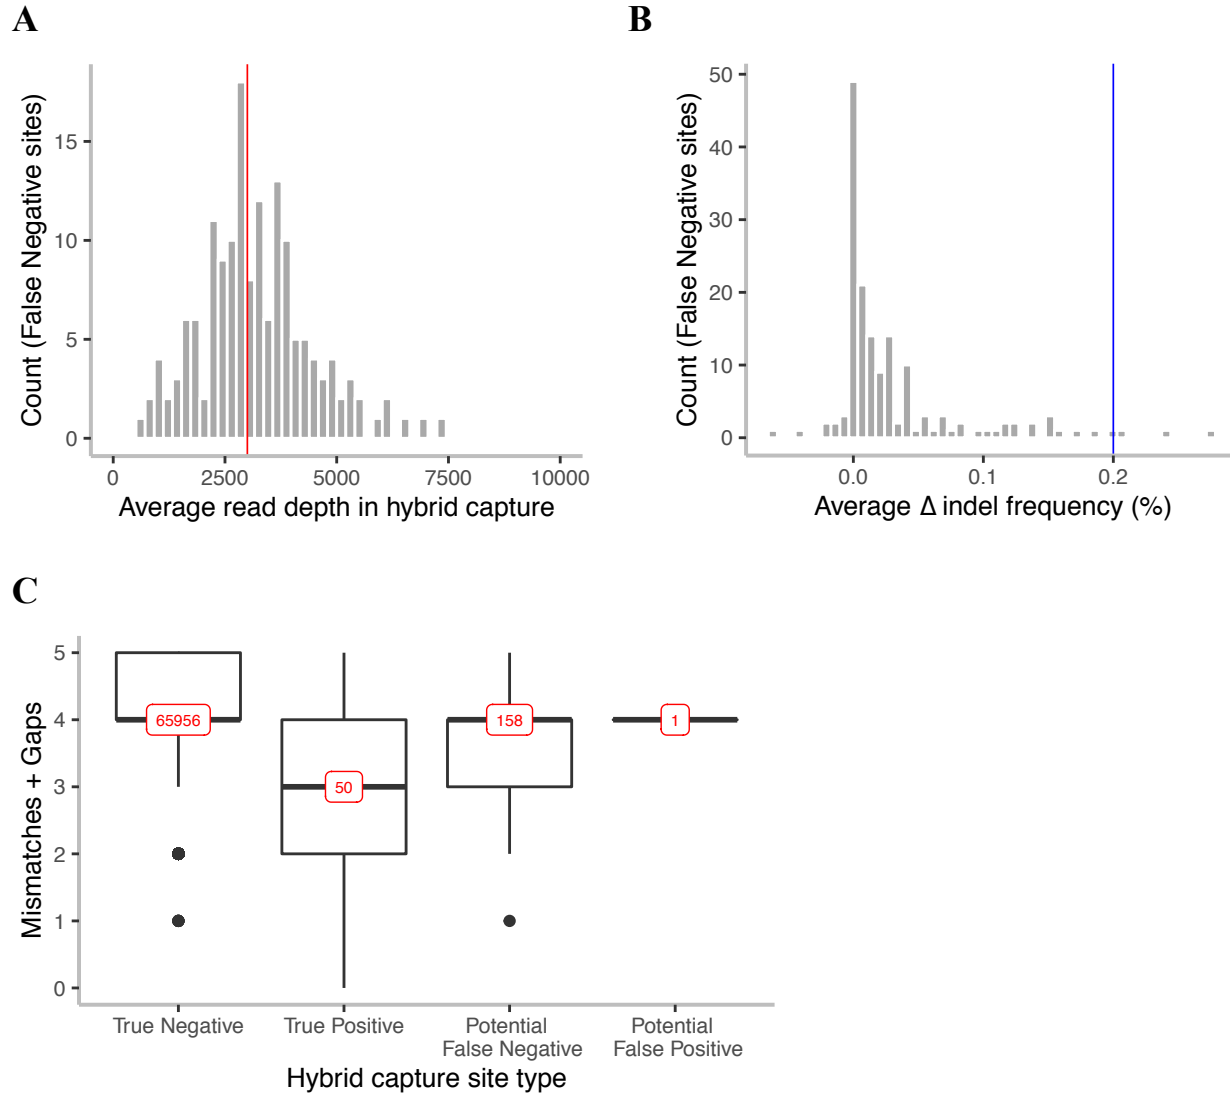 A
B
Count (False Negative sites)
15
10
5
0
0
2500
5000
7500
10000
Average read depth in hybrid capture
Count (False Negative sites)
50
40
30
20
10
0
0.0
0.1
0.2
Average Δ indel frequency (%)
C
Mismatches + Gaps
5
4
3
2
1
0
65956
50
158
1
True Negative
True Positive
Potential
False Negative
Potential
False Positive
Hybrid capture site type